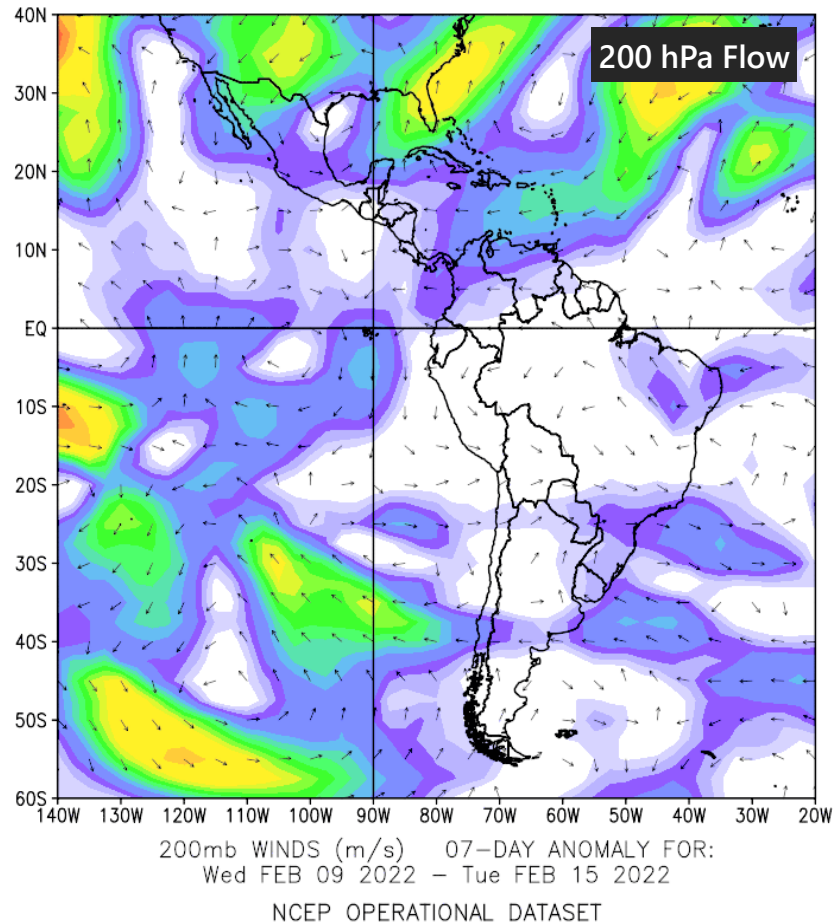 200 hPa Flow
40N
30N
20N
10N
EQ
10S
20S
30S
40S
50S
60S
140W 130W 120W 110W 100W 90W 80W 70W 60W 50W 40W 30W 20W
200mb WINDS (m/s) 07-DAY ANOMALY FOR:
Wed FEB 09 2022 – Tue FEB 15 2022
NCEP OPERATIONAL DATASET